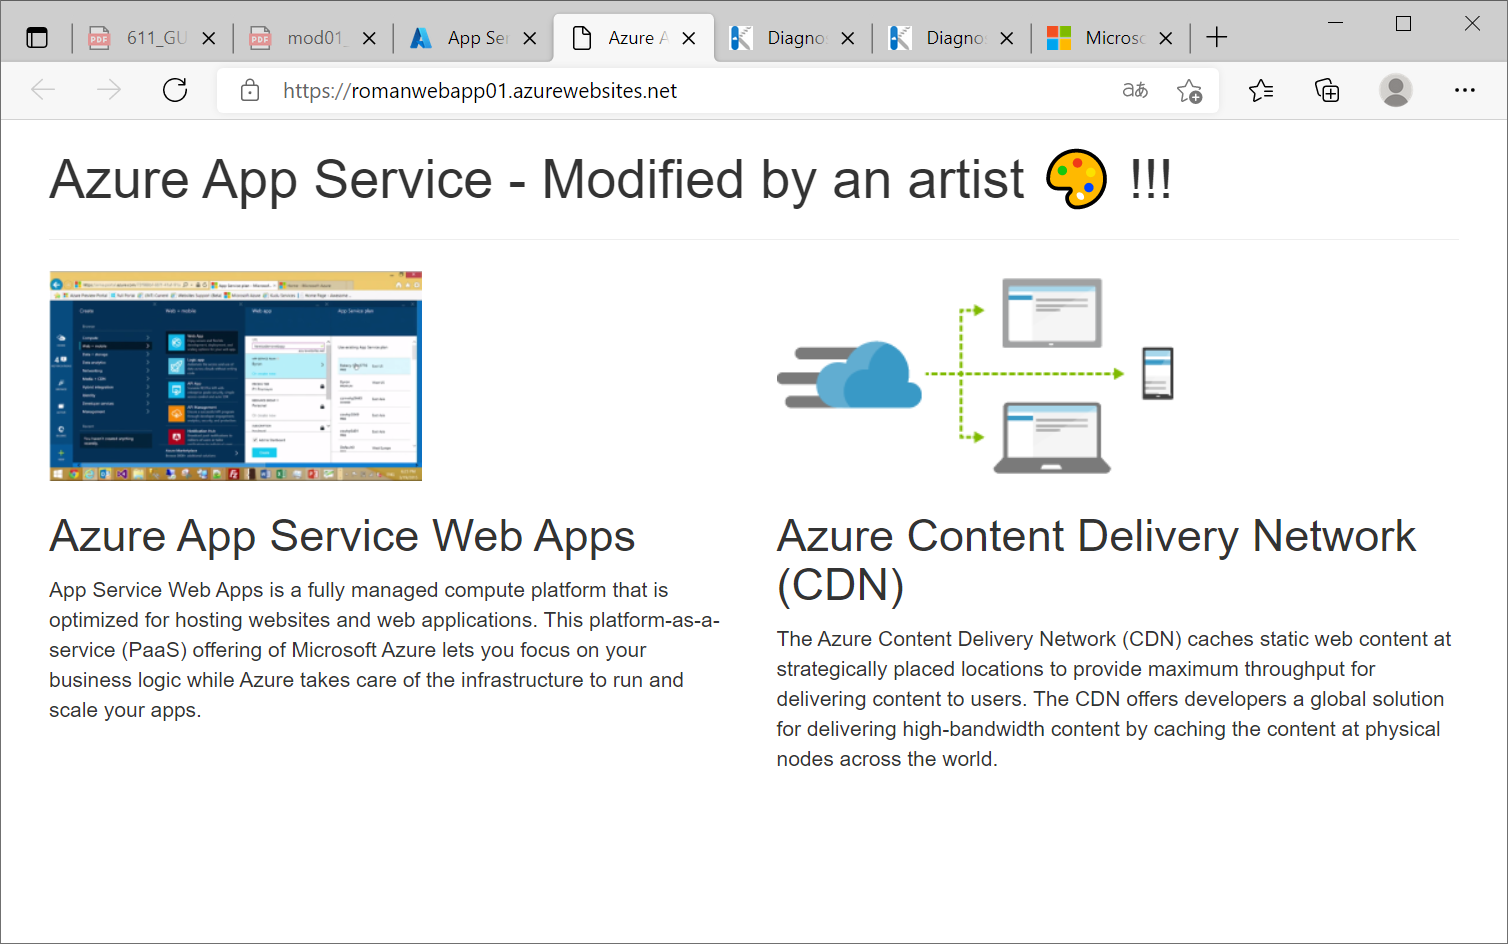 611_GU
mod01_
App Ser
Azure A
Diagnos
Diagnos
Microsc
https://romanwebapp01.azurewebsites.net
Azure App Service - Modified by an artist 🎨 !!!
Azure App Service Web Apps
App Service Web Apps is a fully managed compute platform that is
optimized for hosting websites and web applications. This platform-as-a-
service (PaaS) offering of Microsoft Azure lets you focus on your
business logic while Azure takes care of the infrastructure to run and
scale your apps.
Azure Content Delivery Network
(CDN)
The Azure Content Delivery Network (CDN) caches static web content at
strategically placed locations to provide maximum throughput for
delivering content to users. The CDN offers developers a global solution
for delivering high-bandwidth content by caching the content at physical
nodes across the world.